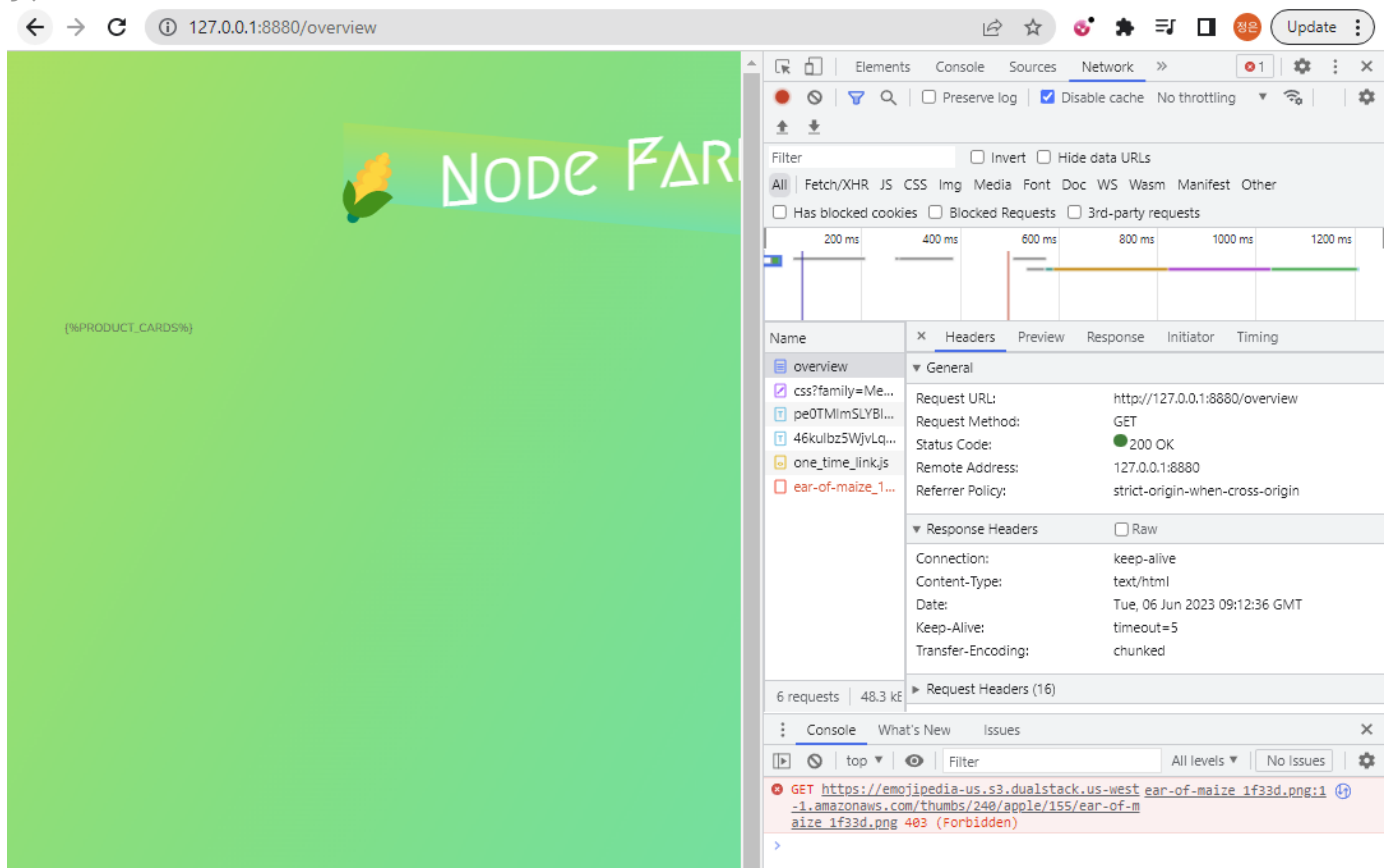 127.0.0.1:8880/overview
정은
Update
Elements Console Sources Network » 1
Preserve log Disable cache No throttling
Filter Invert Hide data URLs
All Fetch/XHR JS CSS Img Media Font Doc WS Wasm Manifest Other
Has blocked cookies Blocked Requests 3rd-party requests
200 ms 400 ms 600 ms 800 ms 1000 ms 1200 ms
NODE FAR
{%PRODUCT_CARDS%}
Name
overview
css?family=Me...
pe0TMImSLYBI...
46kulbz5WjvLq...
one_time_link.js
ear-of-maize_1...
6 requests 48.3 kE
Headers Preview Response Initiator Timing
General
Request URL: http://127.0.0.1:8880/overview
Request Method: GET
Status Code: 200 OK
Remote Address: 127.0.0.1:8880
Referrer Policy: strict-origin-when-cross-origin
Response Headers Raw
Connection: keep-alive
Content-Type: text/html
Date: Tue, 06 Jun 2023 09:12:36 GMT
Keep-Alive: timeout=5
Transfer-Encoding: chunked
Request Headers (16)
Console What's New Issues
top Filter All levels No Issues
GET https://emojipedia-us.s3.dualstack.us-west ear-of-maize_1f33d.png:1
-1.amazonaws.com/thumbs/240/apple/155/ear-of-m
aize_1f33d.png 403 (Forbidden)